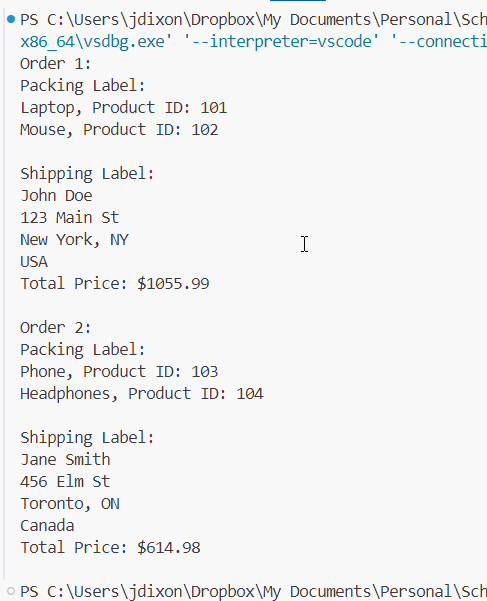 PS C:\Users\jdixon\Dropbox\My Documents\Personal\Sch
x86_64\vsdbg.exe' '--interpreter=vscode' '--connecti
Order 1:
Packing Label:
Laptop, Product ID: 101
Mouse, Product ID: 102
Shipping Label:
John Doe
123 Main St
New York, NY
USA
Total Price: $1055.99
Order 2:
Packing Label:
Phone, Product ID: 103
Headphones, Product ID: 104
Shipping Label:
Jane Smith
456 Elm St
Toronto, ON
Canada
Total Price: $614.98
PS C:\Users\jdixon\Dropbox\My Documents\Personal\Sch